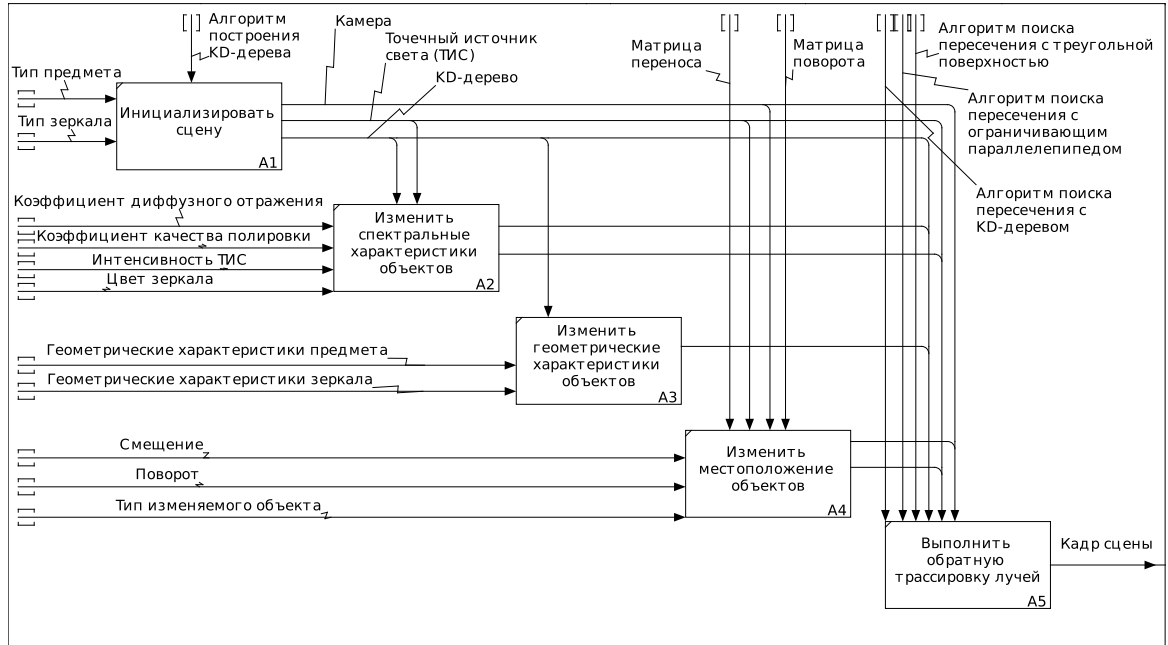 Алгоритм
построения
KD-дерева
Камера
Точечный источник
света (ТИС)
KD-дерево
Матрица
переноса
Матрица
поворота
Алгоритм поиска
пересечения с треугольной
поверхностью
Тип предмета
Тип зеркала
Инициализировать
сцену
A1
Алгоритм поиска
пересечения с
ограничивающим
параллелепипедом
Алгоритм поиска
пересечения с
KD-деревом
Коэффициент диффузного отражения
Коэффициент качества полировки
Интенсивность ТИС
Цвет зеркала
Изменить
спектральные
характеристики
объектов
A2
Геометрические характеристики предмета
Геометрические характеристики зеркала
Изменить
геометрические
характеристики
объектов
A3
Смещение
Поворот
Тип изменяемого объекта
Изменить
местоположение
объектов
A4
Выполнить
обратную
трассировку лучей
A5
Кадр сцены